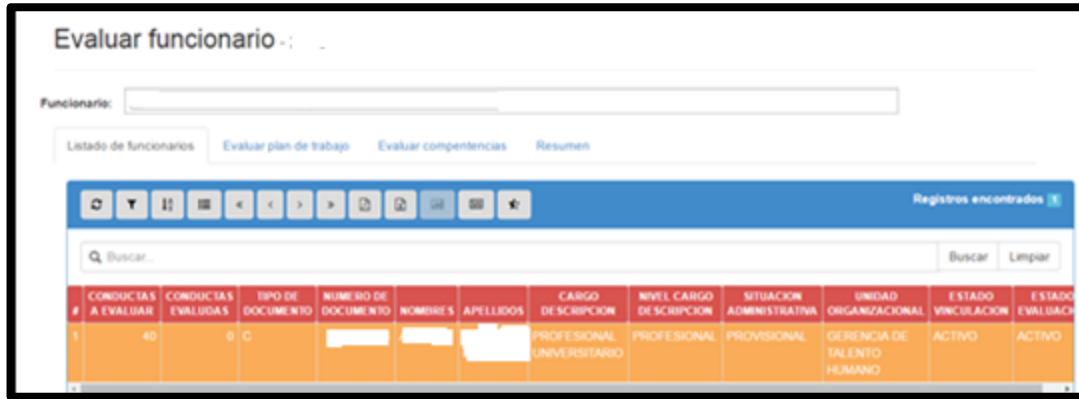 Evaluar funcionario
Funcionario:
Listado de funcionarios Evaluar plan de trabajo Evaluar compentencias Resumen
Registros encontrados 1
Buscar... Buscar Limpiar
# CONDUCTAS A EVALUAR CONDUCTAS EVALUDAS TIPO DE DOCUMENTO NUMERO DE DOCUMENTO NOMBRES APELLIDOS CARGO DESCRIPCION NIVEL CARGO DESCRIPCION SITUACION ADMINISTRATIVA UNIDAD ORGANIZACIONAL ESTADO VINCULACION ESTADO
1 40 0 C PROFESIONAL UNIVERSITARIO PROFESIONAL PROVISIONAL GERENCIA DE TALENTO HUMANO ACTIVO ACTIVO